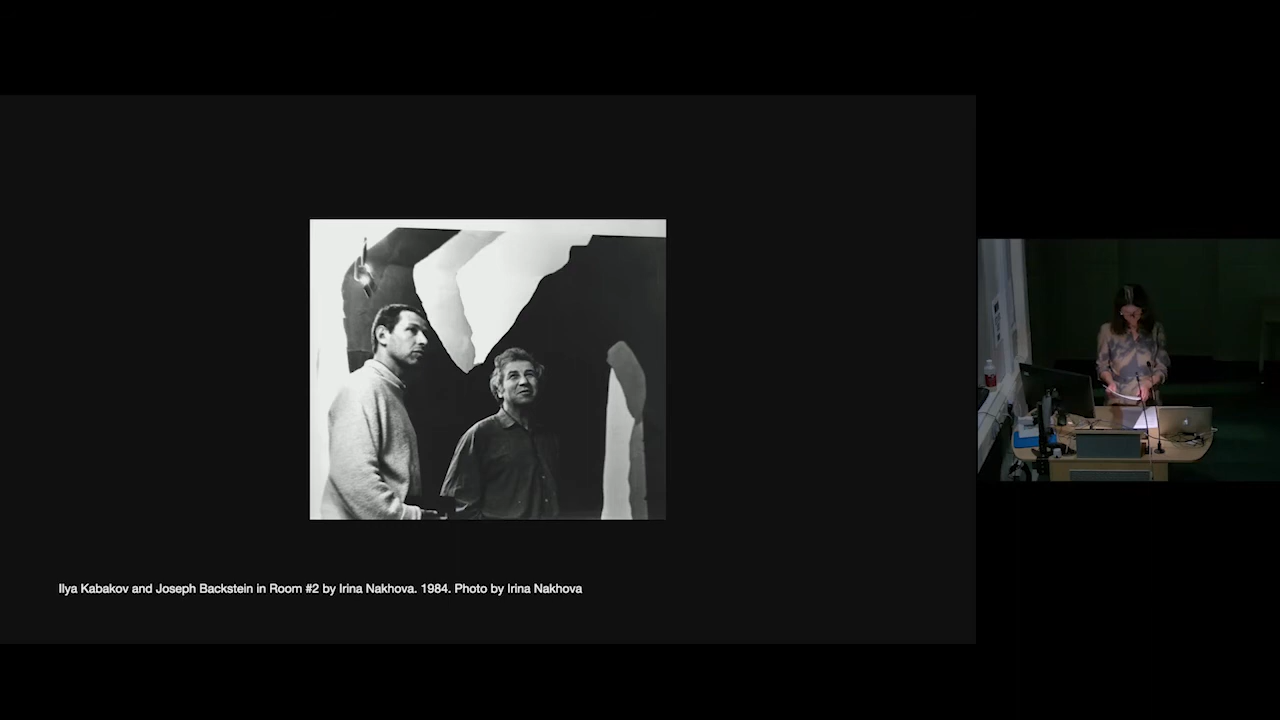 Ilya Kabakov and Joseph Backstein in Room #2 by Irina Nakhova. 1984. Photo by Irina Nakhova